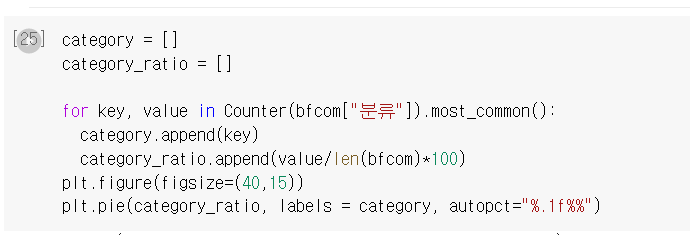 [25] category = []
category_ratio = []
for key, value in Counter(bfcom["분류"]).most_common():
category.append(key)
category_ratio.append(value/len(bfcom)*100)
plt.figure(figsize=(40,15))
plt.pie(category_ratio, labels = category, autopct="%.1f%%")